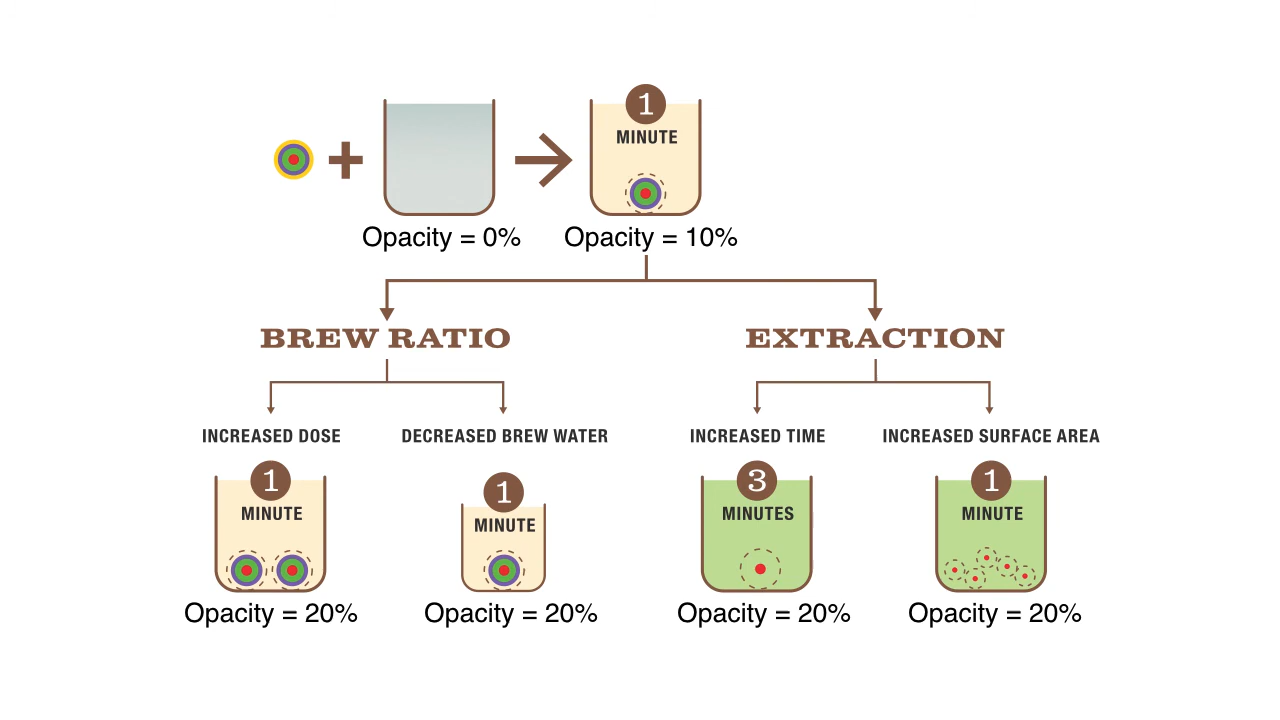 1
MINUTE
Opacity = 0%
Opacity = 10%
BREW RATIO
EXTRACTION
INCREASED DOSE
DECREASED BREW WATER
INCREASED TIME
INCREASED SURFACE AREA
1
MINUTE
1
MINUTE
3
MINUTES
1
MINUTE
Opacity = 20%
Opacity = 20%
Opacity = 20%
Opacity = 20%